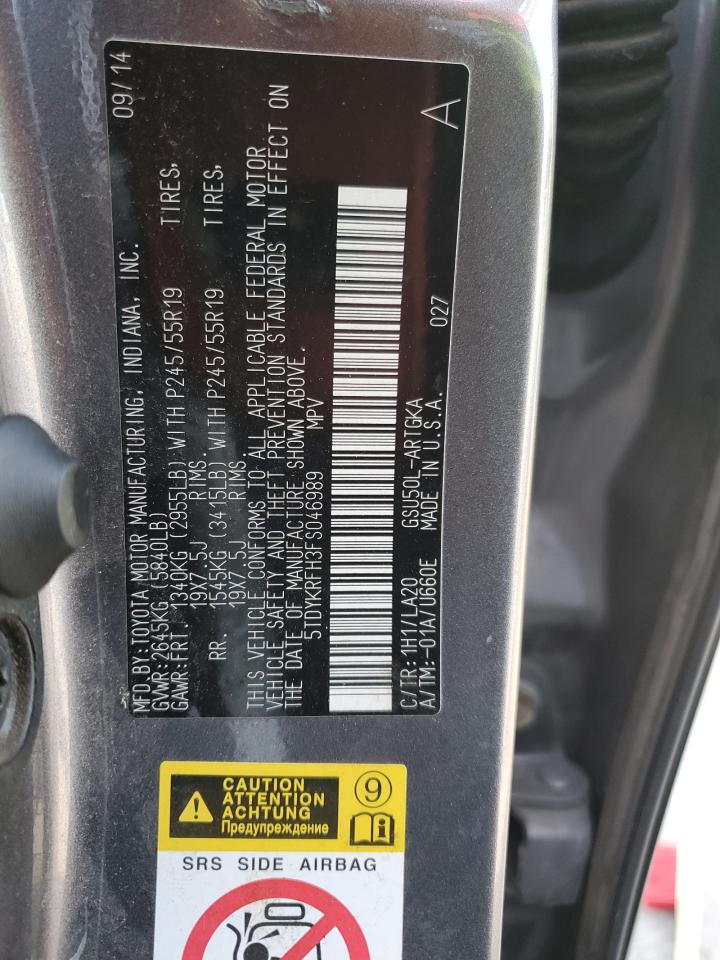 MFD.BY:TOYOTA MOTOR MANUFACTURING, INDIANA, INC. 09/14
GVWR:2645KG (5840LB)
GAWR:FRT. 1340KG (2955LB) WITH P245/55R19 TIRES,
19X7.5J RIMS.
RR. 1545KG (3415LB) WITH P245/55R19 TIRES,
19X7.5J RIMS.
THIS VEHICLE CONFORMS TO ALL APPLICABLE FEDERAL MOTOR
VEHICLE SAFETY AND THEFT PREVENTION STANDARDS IN EFFECT ON
THE DATE OF MANUFACTURE SHOWN ABOVE.
5TDYKRFH3FS046989 MPV
C/TR:1H1/LA20 GSU50L-ARTGKA
A/TM:-01A/U660E MADE IN U.S.A. 027 A
CAUTION
ATTENTION
ACHTUNG
Предупреждение
9
SRS SIDE AIRBAG